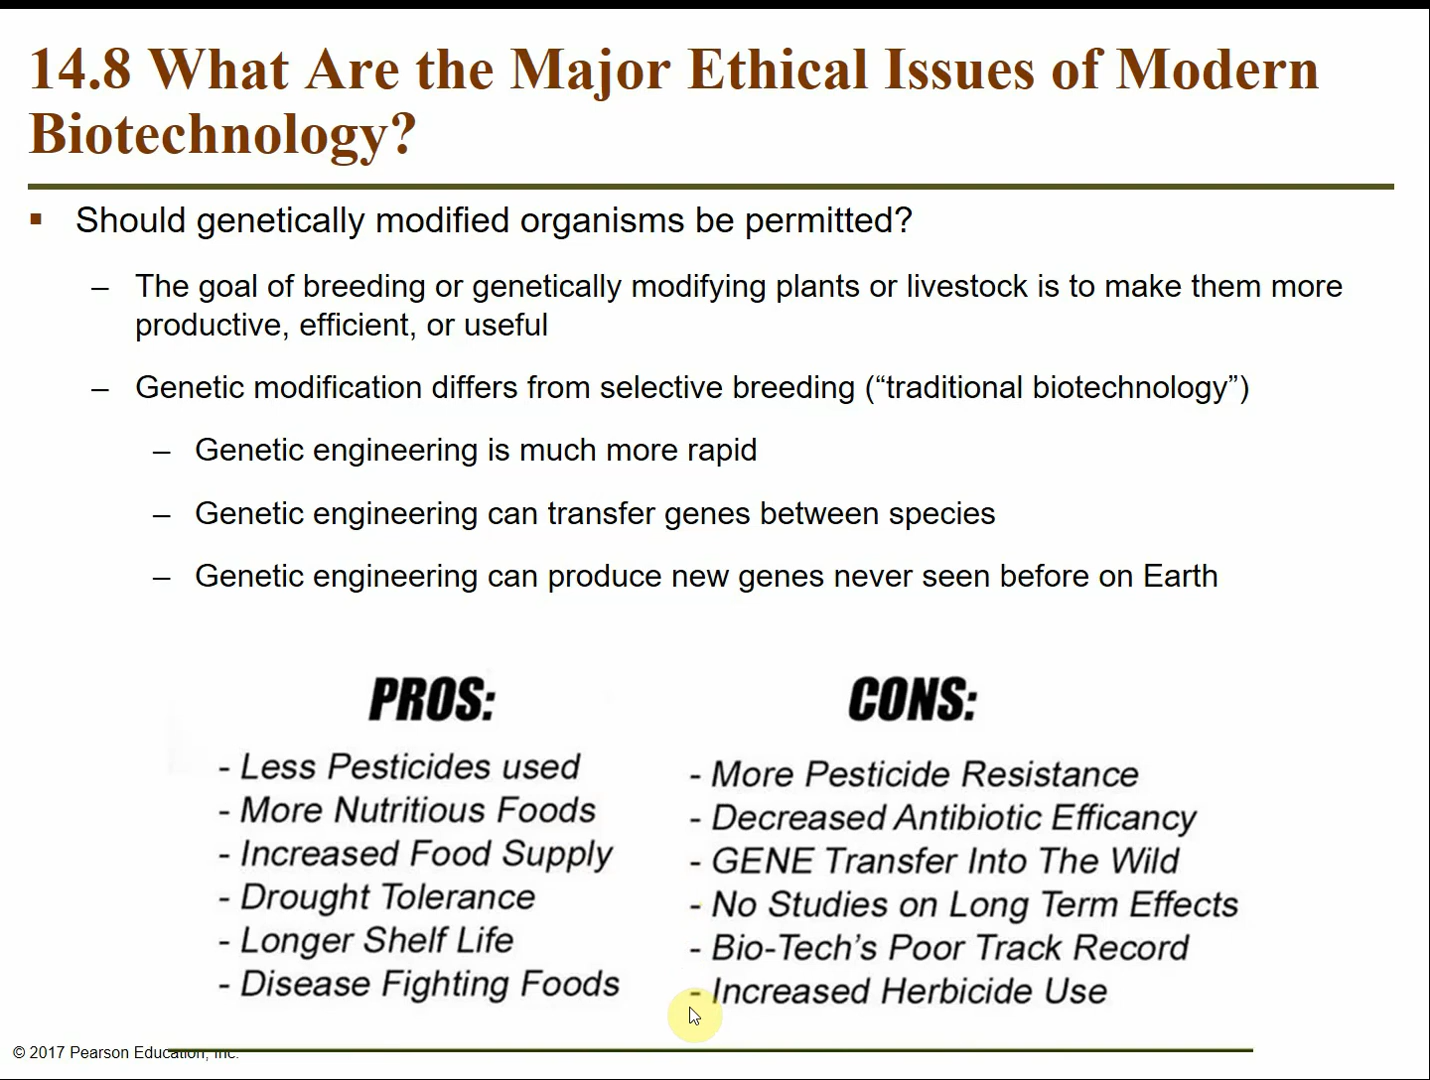 14.8 What Are the Major Ethical Issues of Modern
Biotechnology?
▪ Should genetically modified organisms be permitted?
– The goal of breeding or genetically modifying plants or livestock is to make them more
productive, efficient, or useful
– Genetic modification differs from selective breeding (“traditional biotechnology”)
– Genetic engineering is much more rapid
– Genetic engineering can transfer genes between species
– Genetic engineering can produce new genes never seen before on Earth
PROS:
- Less Pesticides used
- More Nutritious Foods
- Increased Food Supply
- Drought Tolerance
- Longer Shelf Life
- Disease Fighting Foods
CONS:
- More Pesticide Resistance
- Decreased Antibiotic Efficancy
- GENE Transfer Into The Wild
- No Studies on Long Term Effects
- Bio-Tech’s Poor Track Record
- Increased Herbicide Use
© 2017 Pearson Education, Inc.